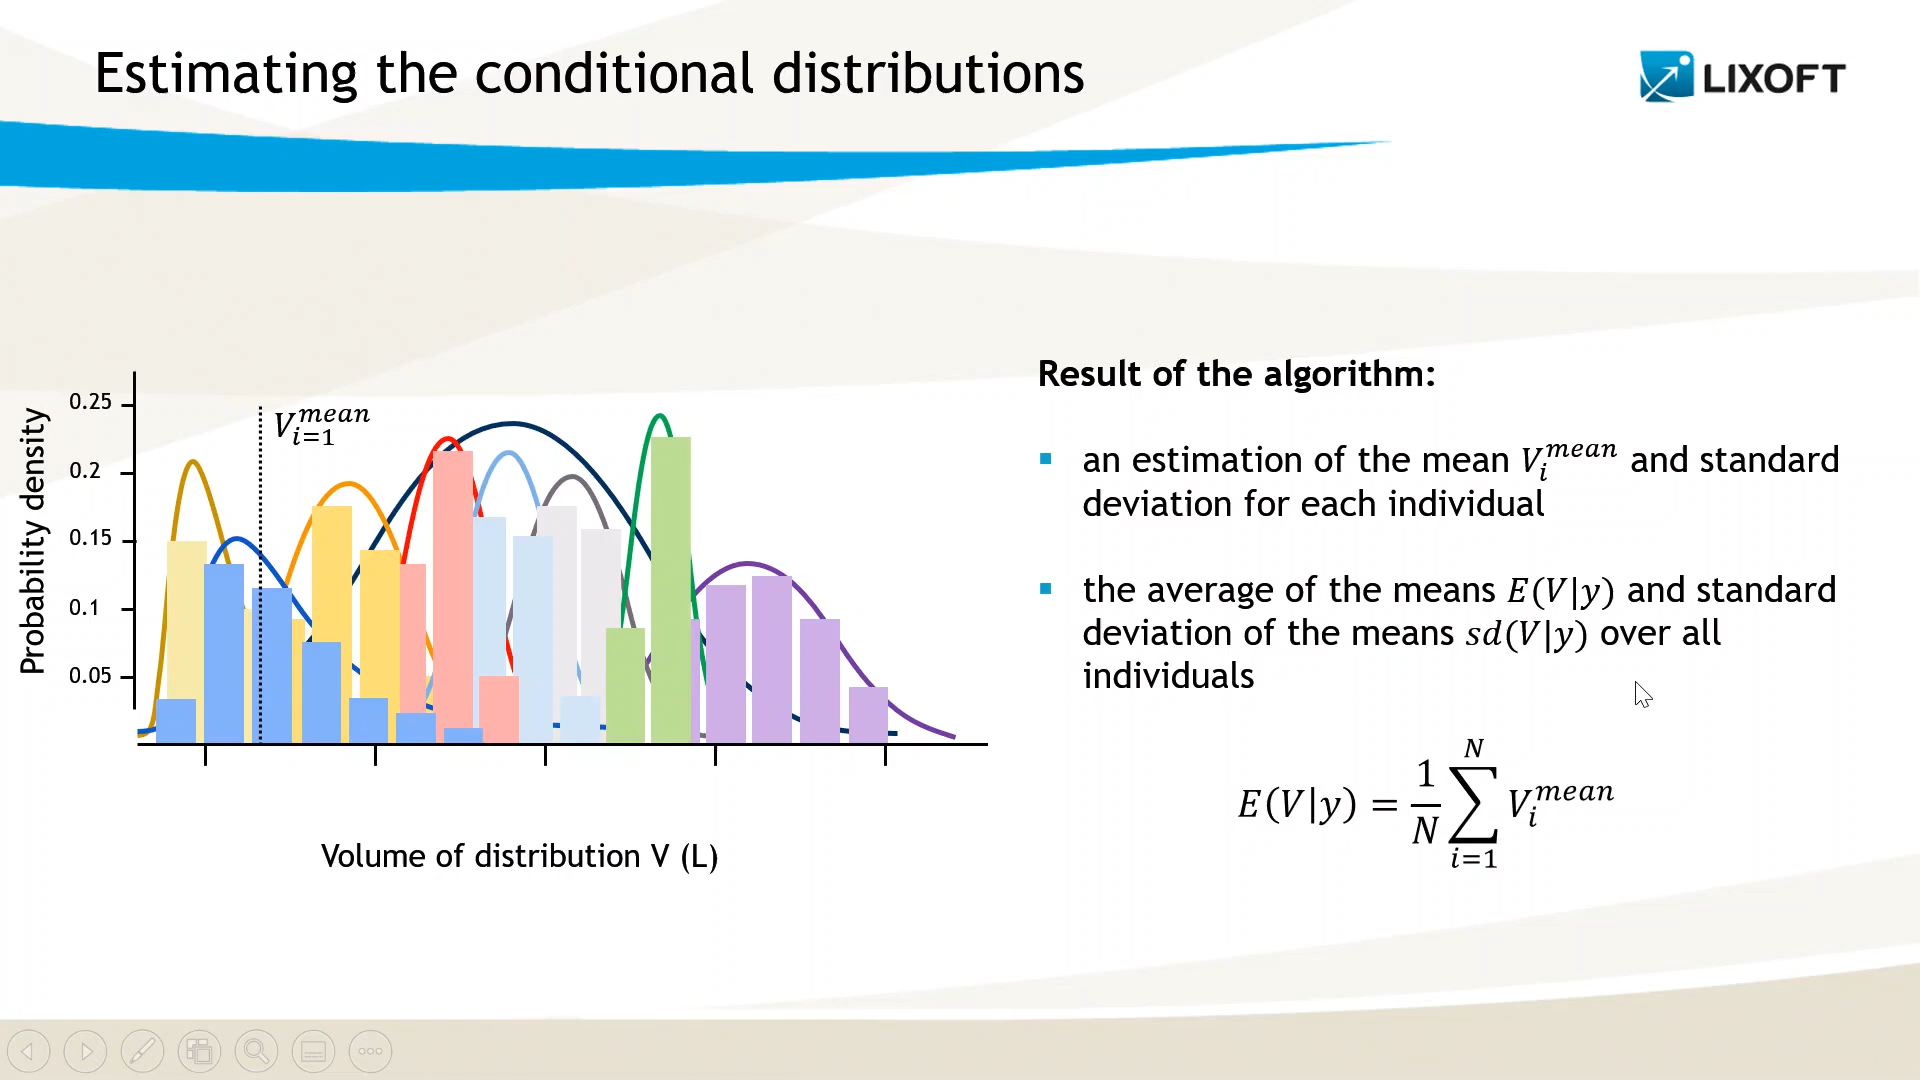 Estimating the conditional distributions
LIXOFT
Probability density
0.25
0.2
0.15
0.1
0.05
V_{i=1}^{mean}
Volume of distribution V (L)
Result of the algorithm:
▪ an estimation of the mean V_i^{mean} and standard
deviation for each individual
▪ the average of the means E(V|y) and standard
deviation of the means sd(V|y) over all
individuals
E(V|y) = \frac{1}{N} \sum_{i=1}^{N} V_i^{mean}